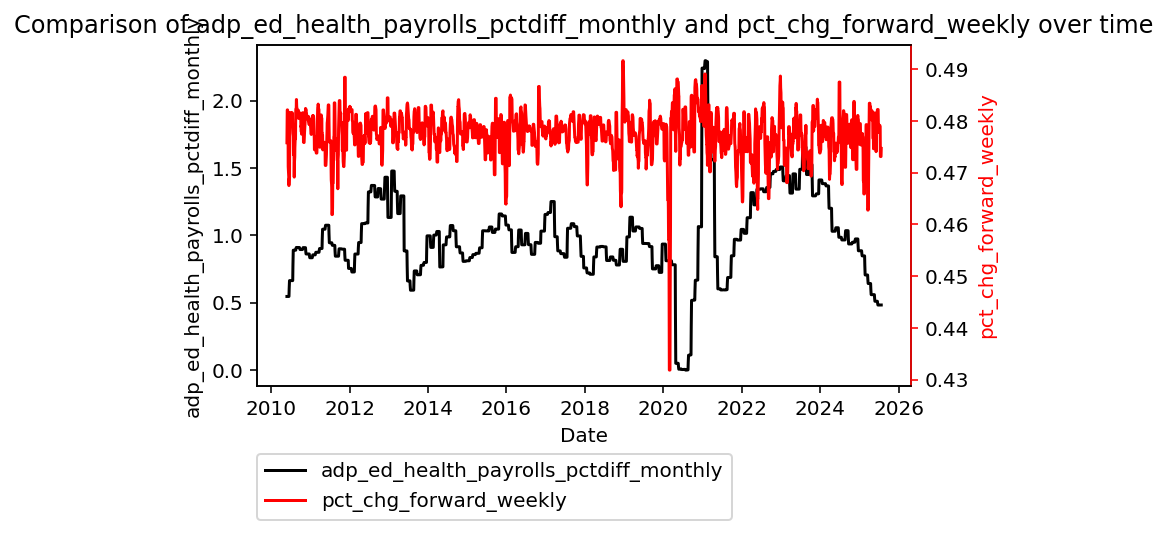 Comparison of adp_ed_health_payrolls_pctdiff_monthly and pct_chg_forward_weekly over time
adp_ed_health_payrolls_pctdiff_monthly
2.0
1.5
1.0
0.5
0.0
0.49
0.48
0.47
0.46
0.45
0.44
0.43
pct_chg_forward_weekly
2010 2012 2014 2016 2018 2020 2022 2024 2026
Date
adp_ed_health_payrolls_pctdiff_monthly
pct_chg_forward_weekly